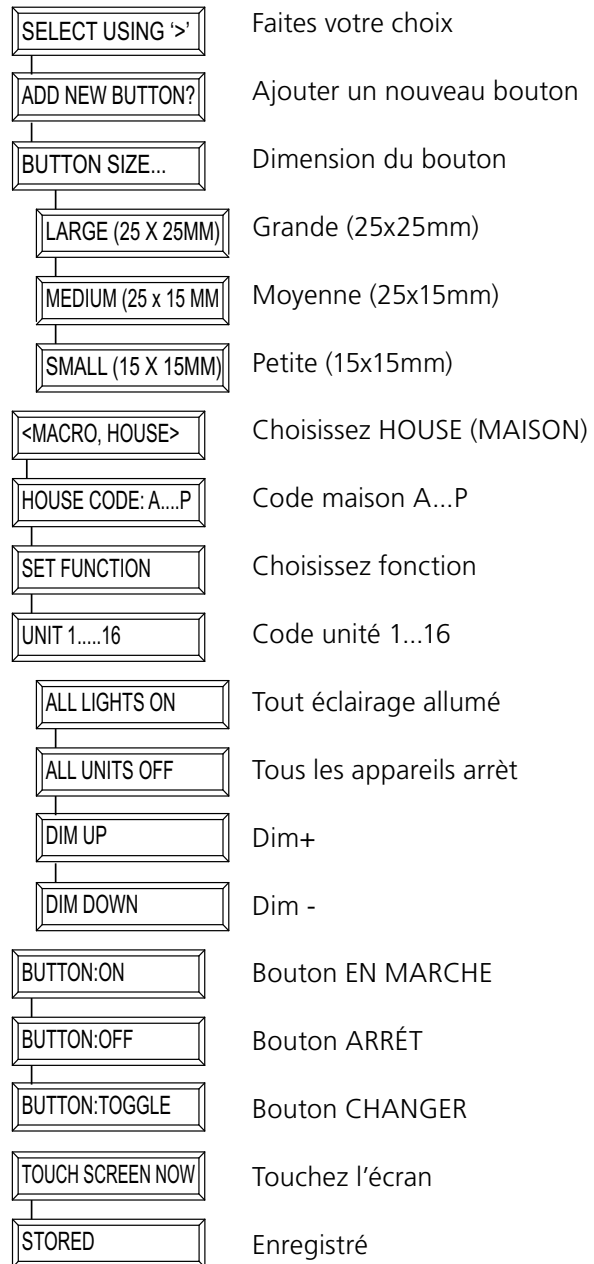 SELECT USING ‘>’ Faites votre choix
ADD NEW BUTTON? Ajouter un nouveau bouton
BUTTON SIZE... Dimension du bouton
LARGE (25 X 25MM) Grande (25x25mm)
MEDIUM (25 x 15 MM Moyenne (25x15mm)
SMALL (15 X 15MM) Petite (15x15mm)
<MACRO, HOUSE> Choisissez HOUSE (MAISON)
HOUSE CODE: A....P Code maison A...P
SET FUNCTION Choisissez fonction
UNIT 1.....16 Code unité 1...16
ALL LIGHTS ON Tout éclairage allumé
ALL UNITS OFF Tous les appareils arrèt
DIM UP Dim+
DIM DOWN Dim -
BUTTON:ON Bouton EN MARCHE
BUTTON:OFF Bouton ARRÉT
BUTTON:TOGGLE Bouton CHANGER
TOUCH SCREEN NOW Touchez l’écran
STORED Enregistré